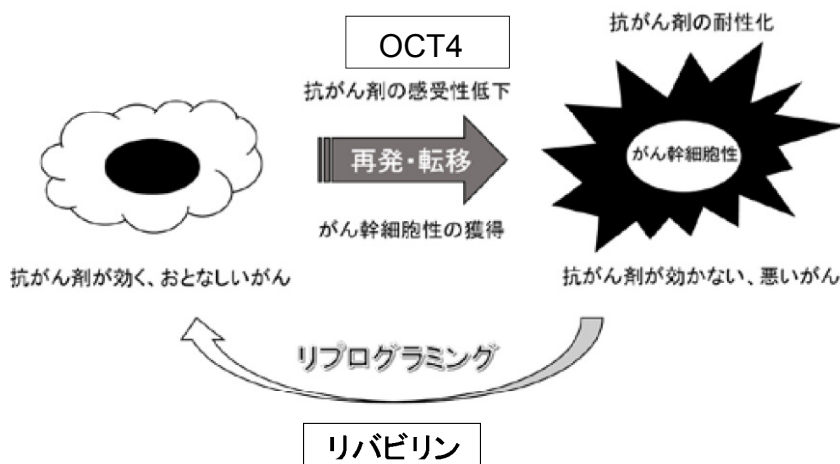 OCT4
抗がん剤の感受性低下
再発・転移
がん幹細胞性の獲得
抗がん剤が効く、おとなしいがん
抗がん剤の耐性化
がん幹細胞性
抗がん剤が効かない、悪いがん
リプログラミング
リバビリン